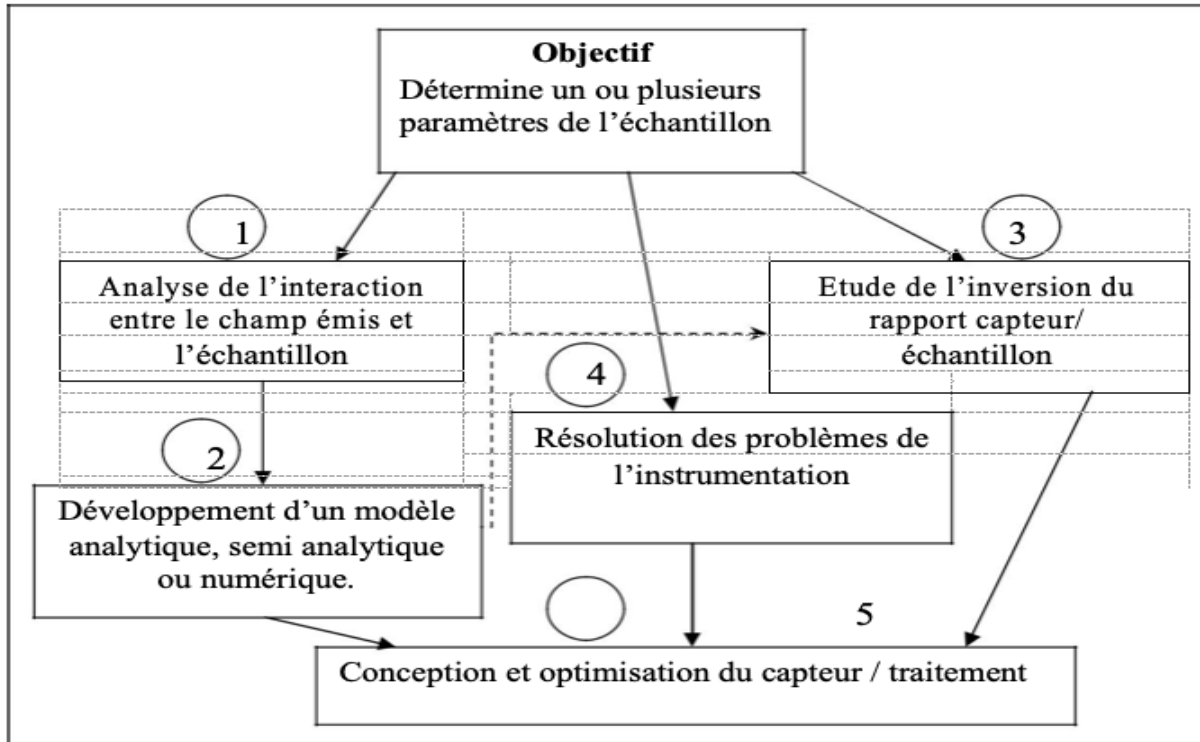 Objectif
Détermine un ou plusieurs
paramètres de l’échantillon
1
3
Analyse de l’interaction
entre le champ émis et
l’échantillon
Etude de l’inversion du
rapport capteur/
échantillon
4
2
Résolution des problèmes de
l’instrumentation
Développement d’un modèle
analytique, semi analytique
ou numérique.
5
Conception et optimisation du capteur / traitement